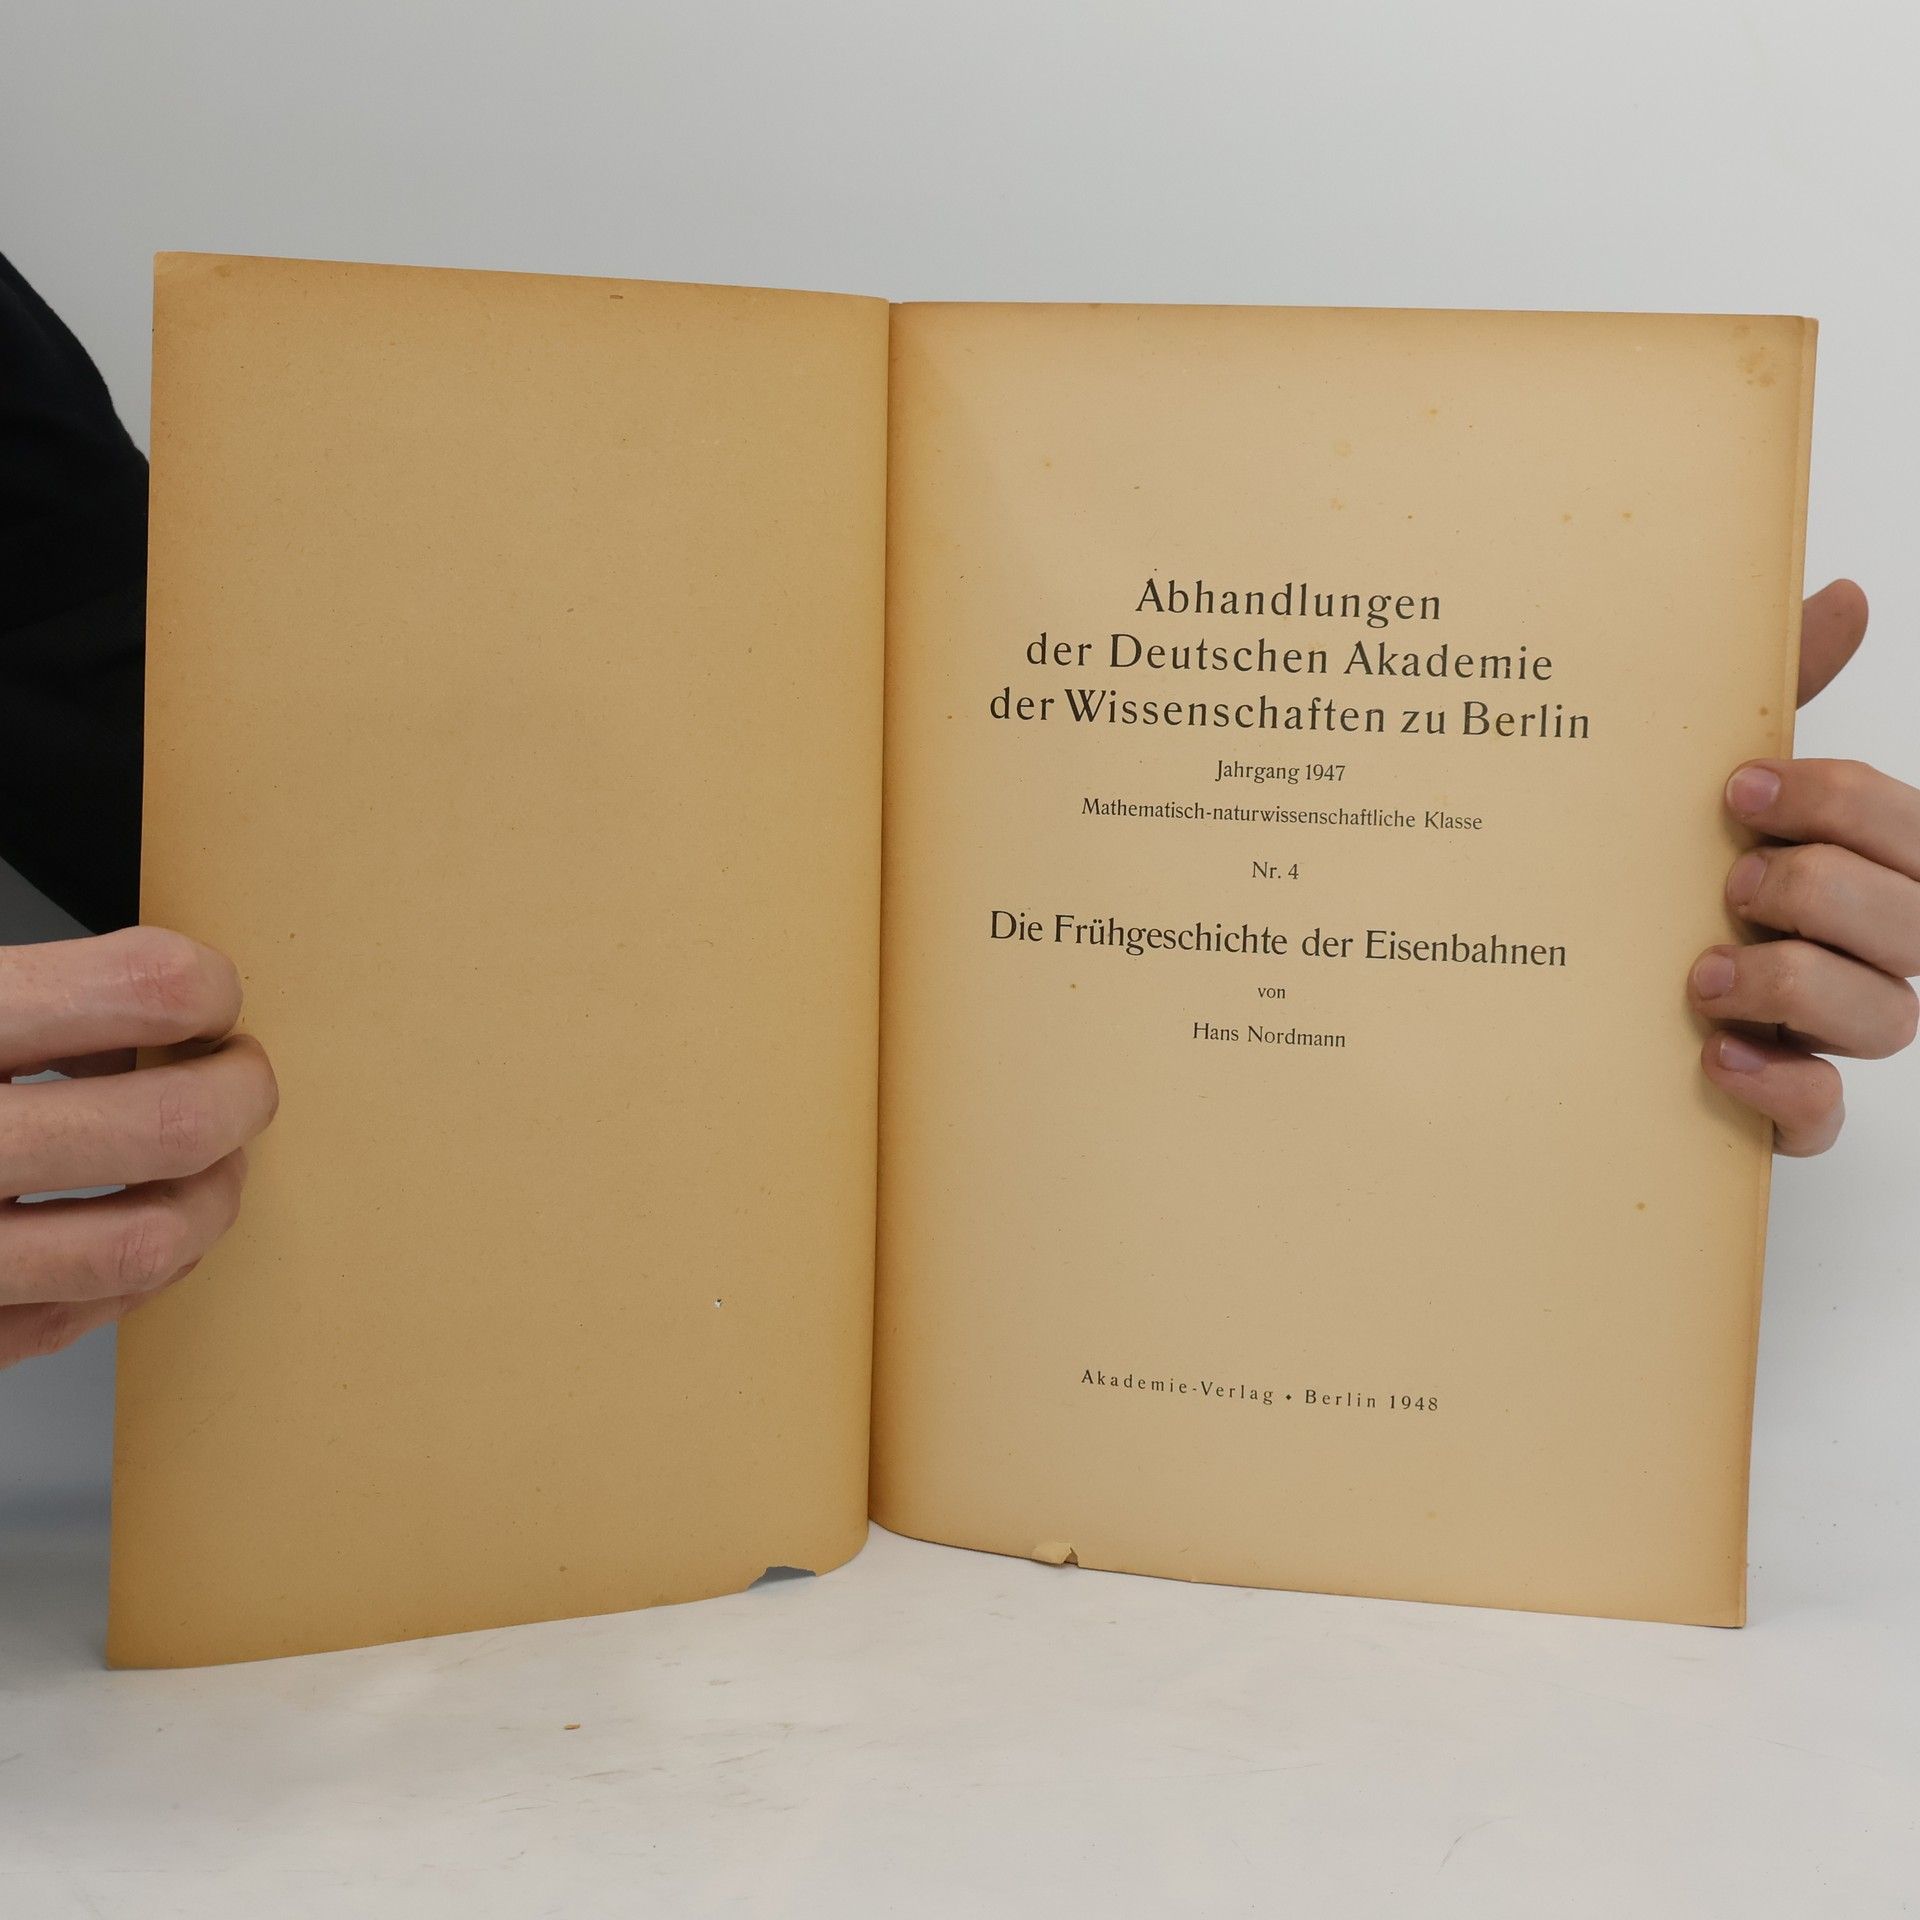 Abhandlungen
der Deutschen Akademie
der Wissenschaften zu Berlin
Jahrgang 1947
Mathematisch-naturwissenschaftliche Klasse
Nr. 4
Die Frühgeschichte der Eisenbahnen
von
Hans Nordmann
Akademie-Verlag • Berlin 1948